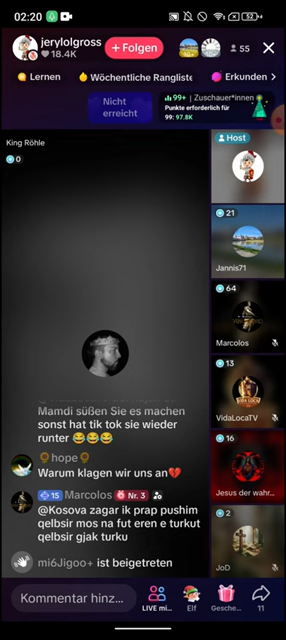 02:20
52
jerylolgross
18.4K
+ Folgen
55
Lernen
Wöchentliche Rangliste
Erkunden
Nicht erreicht
99+ | Zuschauer*innen
Punkte erforderlich für 99: 97.8K
King Röhle
0
Host
21
Jannis71
64
Marcolos
13
VidaLocaTV
16
Jesus der wahr...
2
JoD
Mamdi süßen Sie es machen
sonst hat tik tok sie wieder
runter 😂😂😂
🌻hope🌻
Warum klagen wir uns an💔
15 Marcolos Nr. 3
@Kosova zagar ik prap pushim
qelbsir mos na fut eren e turkut
qelbsir gjak turku
mi6Jigoo+ ist beigetreten
Kommentar hinz...
LIVE mi...
Elf
Gesche...
11